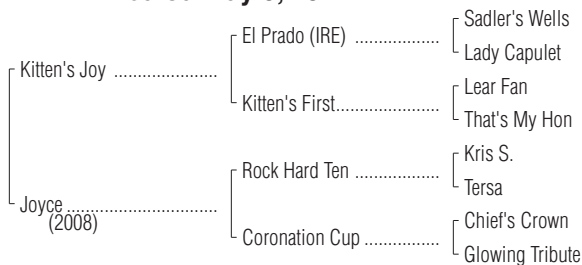 El Prado (IRE) ...................
Sadler's Wells
Lady Capulet
Kitten's Joy .......................
Kitten's First.......................
Lear Fan
That's My Hon
Rock Hard Ten ...................
Kris S.
Tersa
Joyce .................................
(2008)
Coronation Cup .................
Chief's Crown
Glowing Tribute